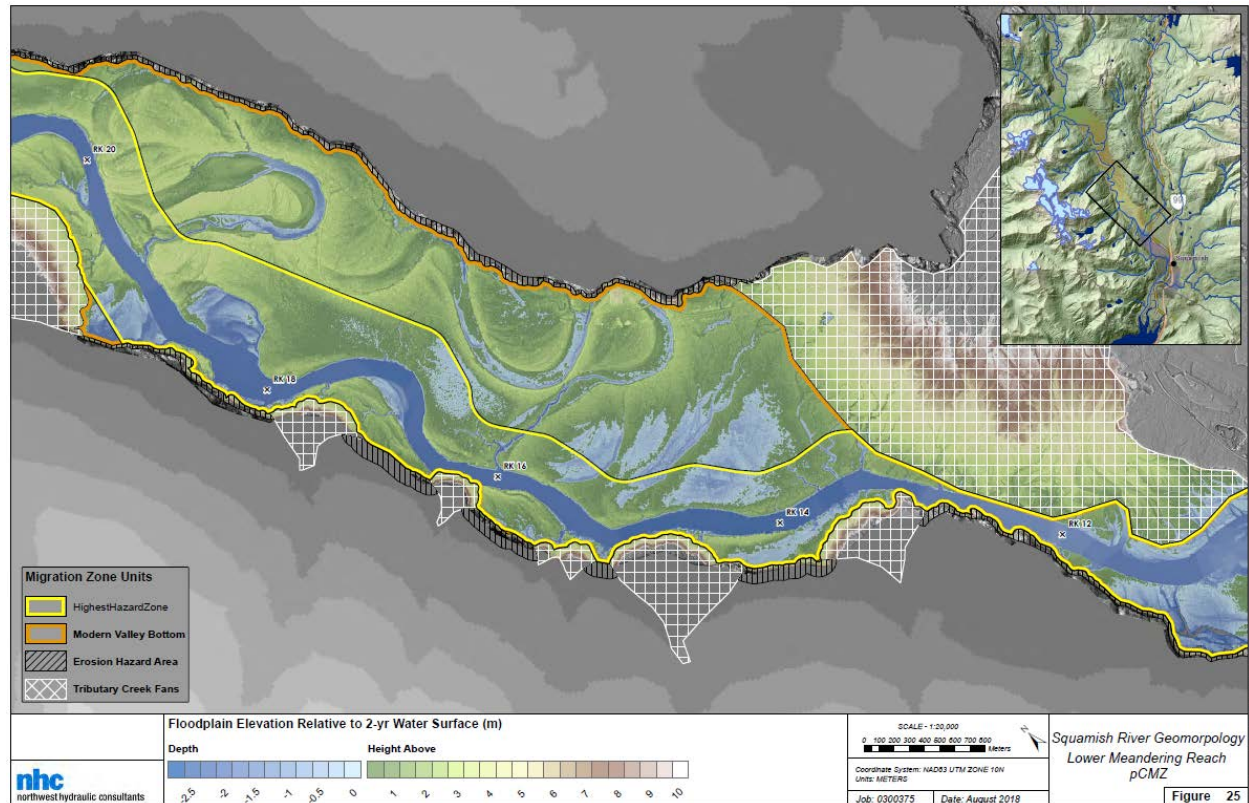 RK 20
RK 18
RK 16
RK 14
RK 12
99
Squamish
Migration Zone Units
HighestHazardZone
Modern Valley Bottom
Erosion Hazard Area
Tributary Creek Fans
Floodplain Elevation Relative to 2-yr Water Surface (m)
Depth
Height Above
-2.5 -2 -1.5 -1 -0.5 0 1 2 3 4 5 6 7 8 9 10
nhc
northwest hydraulic consultants
SCALE - 1:20,000
0 100 200 300 400 500 600 700 800
Meters
N
Coordinate System: NAD83 UTM ZONE 10N
Units: METERS
Job: 0300375
Date: August 2018
Squamish River Geomorpology
Lower Meandering Reach
pCMZ
Figure 25